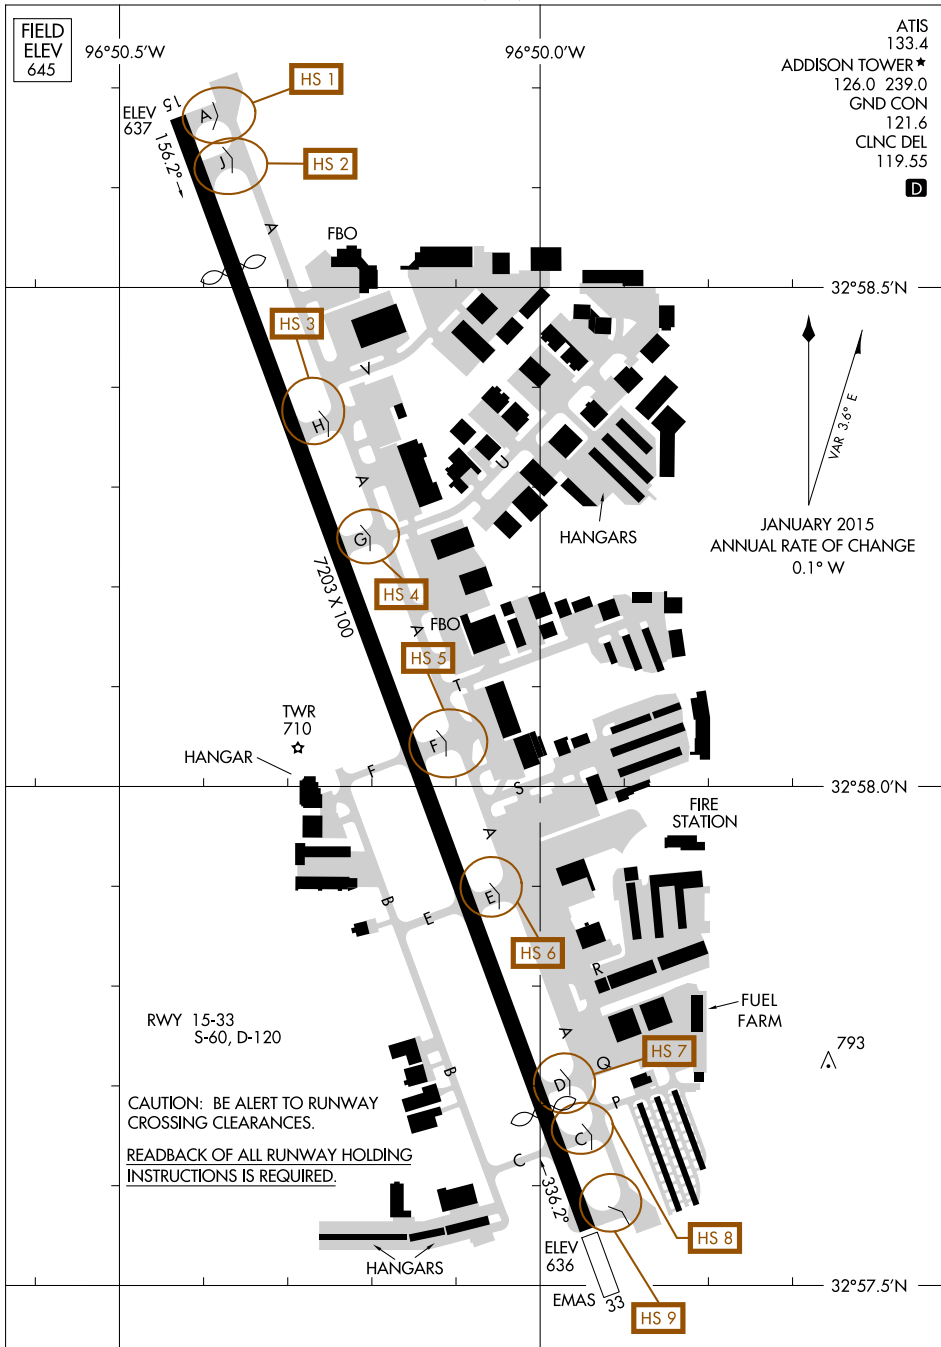 FIELD
ELEV
645
96°50.5'W
96°50.0'W
ATIS
133.4
ADDISON TOWER★
126.0 239.0
GND CON
121.6
CLNC DEL
119.55
D
HS 1
15
ELEV
637
A
156.2°
J
HS 2
A
FBO
32°58.5'N
HS 3
V
VAR 3.6° E
H
A
U
G
HANGARS
JANUARY 2015
ANNUAL RATE OF CHANGE
0.1° W
7203 X 100
HS 4
A
FBO
HS 5
T
TWR
710
F
HANGAR
F
S
32°58.0'N
FIRE
STATION
A
E
B
E
HS 6
R
FUEL
FARM
RWY 15-33
S-60, D-120
A
HS 7
793
Q
B
D
P
CAUTION: BE ALERT TO RUNWAY
CROSSING CLEARANCES.
C
READBACK OF ALL RUNWAY HOLDING
INSTRUCTIONS IS REQUIRED.
C
336.2°
HS 8
ELEV
636
HANGARS
32°57.5'N
EMAS
33
HS 9